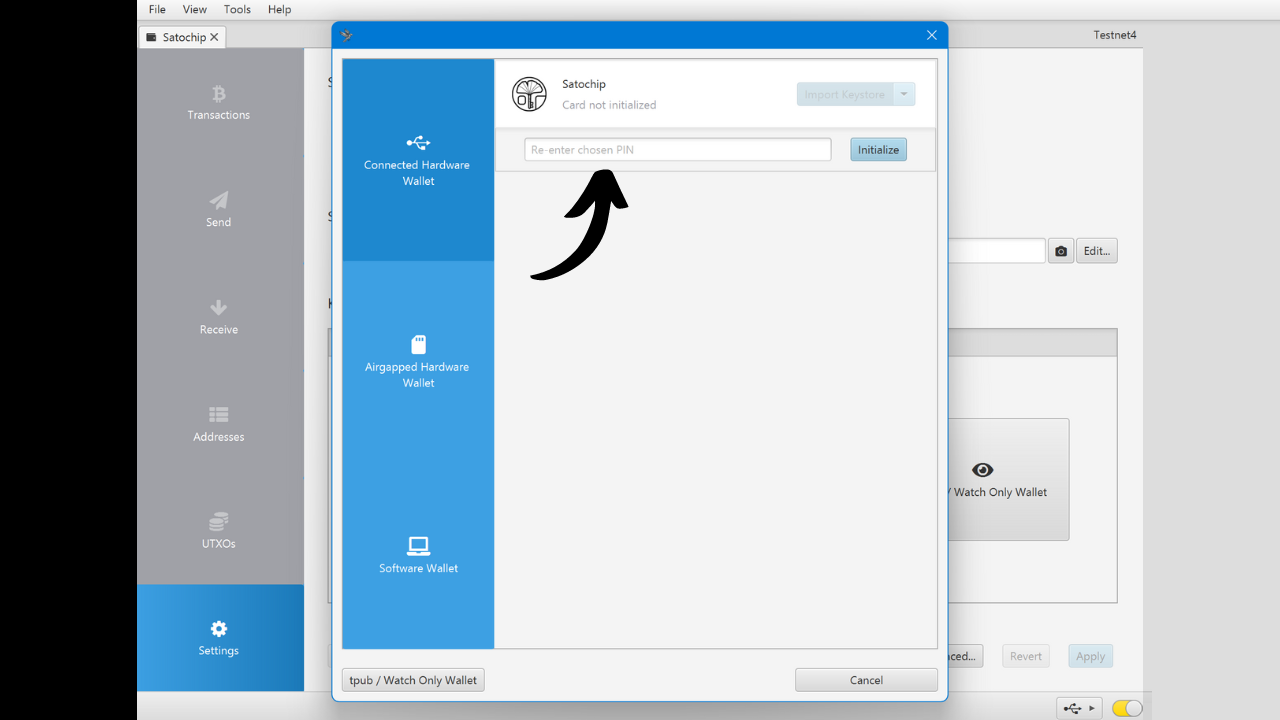 File View Tools Help
Satochip
Testnet4
Transactions
Send
Receive
Addresses
UTXOs
Settings
Connected Hardware
Wallet
Airgapped Hardware
Wallet
Software Wallet
Satochip
Card not initialized
Import Keystore
Re-enter chosen PIN
Initialize
Edit...
/ Watch Only Wallet
Revert
Apply
tpub / Watch Only Wallet
Cancel